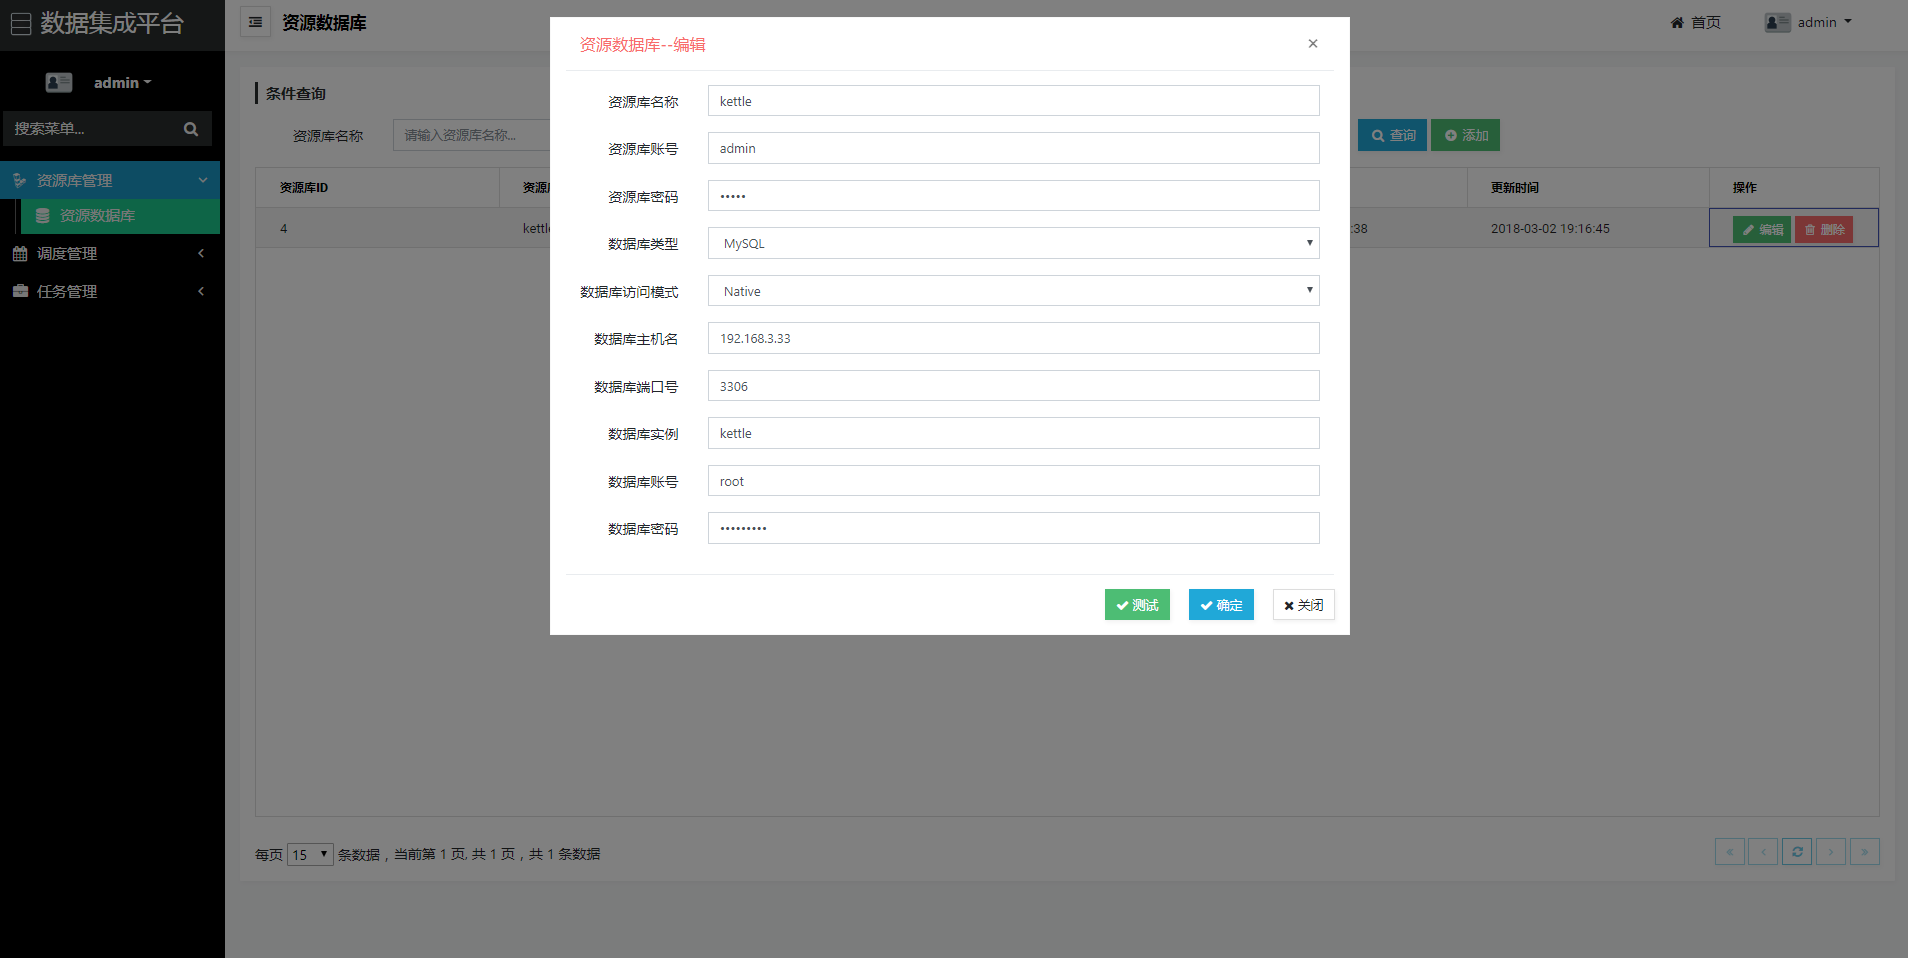 数据集成平台
资源数据库
首页
admin
admin
搜索菜单...
资源库管理
资源数据库
调度管理
任务管理
条件查询
资源库名称
请输入资源库名称...
查询
添加
资源库ID
更新时间
操作
4
2018-03-02 19:16:45
编辑
删除
每页 15 条数据，当前第 1 页, 共 1 页，共 1 条数据
资源数据库--编辑
×
资源库名称 kettle
资源库账号 admin
资源库密码 •••••
数据库类型 MySQL
数据库访问模式 Native
数据库主机名 192.168.3.33
数据库端口号 3306
数据库实例 kettle
数据库账号 root
数据库密码 •••••••••
测试
确定
关闭